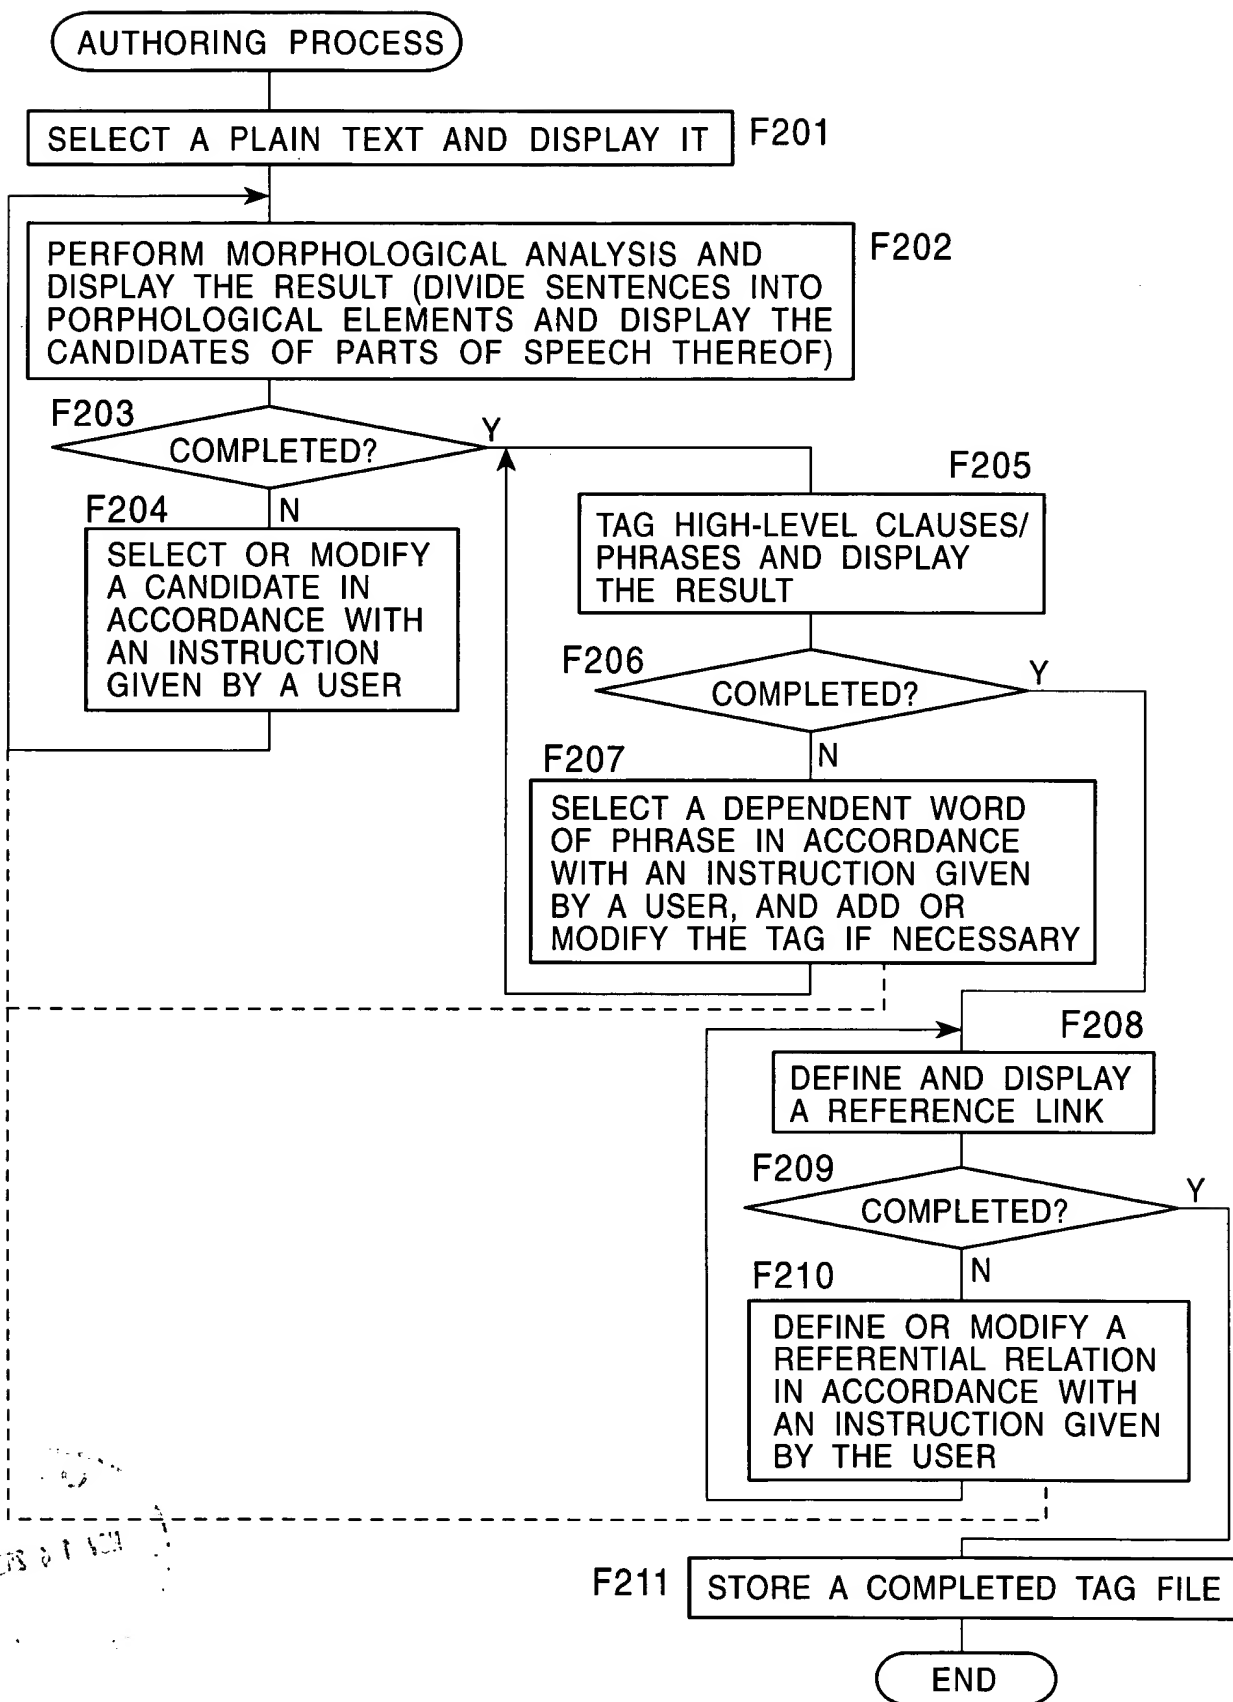 AUTHORING PROCESS
SELECT A PLAIN TEXT AND DISPLAY IT
F201
PERFORM MORPHOLOGICAL ANALYSIS AND
DISPLAY THE RESULT (DIVIDE SENTENCES INTO
PORPHOLOGICAL ELEMENTS AND DISPLAY THE
CANDIDATES OF PARTS OF SPEECH THEREOF)
F202
F203
COMPLETED?
Y
N
F204
SELECT OR MODIFY
A CANDIDATE IN
ACCORDANCE WITH
AN INSTRUCTION
GIVEN BY A USER
F205
TAG HIGH-LEVEL CLAUSES/
PHRASES AND DISPLAY
THE RESULT
F206
COMPLETED?
Y
N
F207
SELECT A DEPENDENT WORD
OF PHRASE IN ACCORDANCE
WITH AN INSTRUCTION GIVEN
BY A USER, AND ADD OR
MODIFY THE TAG IF NECESSARY
F208
DEFINE AND DISPLAY
A REFERENCE LINK
F209
COMPLETED?
Y
N
F210
DEFINE OR MODIFY A
REFERENTIAL RELATION
IN ACCORDANCE WITH
AN INSTRUCTION GIVEN
BY THE USER
F211
STORE A COMPLETED TAG FILE
END